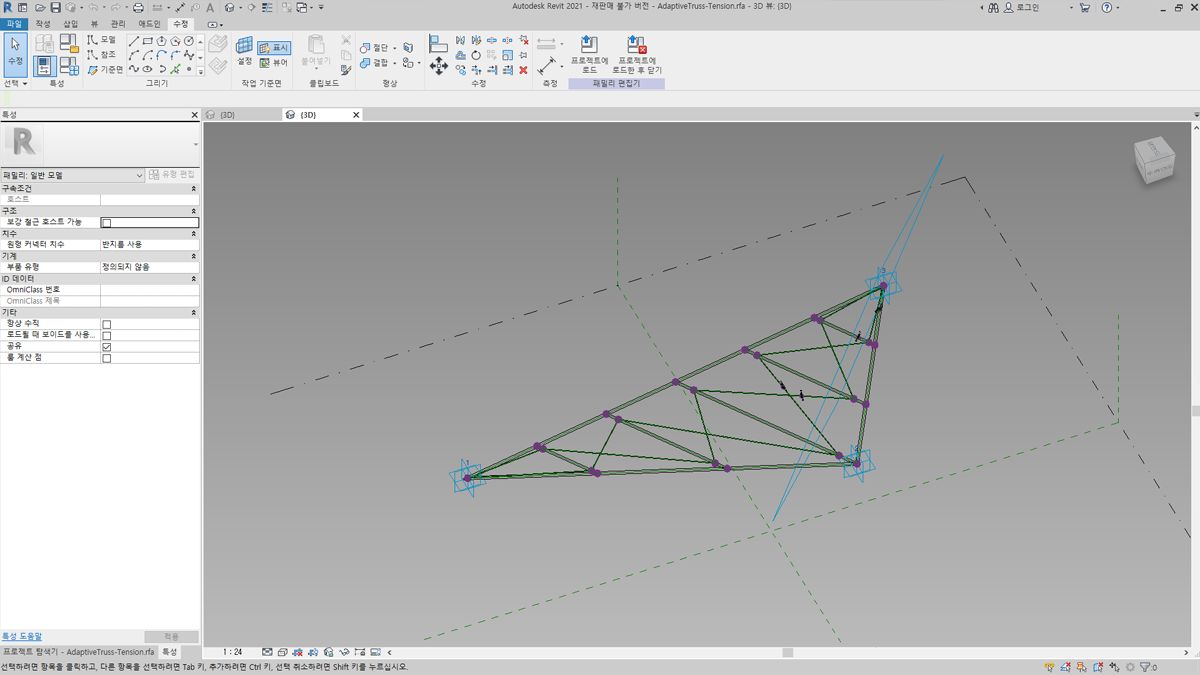 Autodesk Revit 2021 - 재판매 불가 버전 - AdaptiveTruss-Tension.rfa - 3D 뷰: {3D}
로그인
파일 작성 삽입 뷰 관리 애드인 수정
수정
모델
참조
기준면
설정
표시
뷰어
붙여넣기
절단
결합
프로젝트에 로드
프로젝트에 로드한 후 닫기
선택 특성 그리기 작업 기준면 클립보드 형상 수정 측정 패밀리 편집기
특성
{3D}
{3D}
패밀리: 일반 모델
유형 편집
구속조건
호스트
구조
보강 철근 호스트 가능
치수
원형 커넥터 치수 반지름 사용
기계
부품 유형 정의되지 않음
ID 데이터
OmniClass 번호
OmniClass 제목
기타
항상 수직
로드될 때 보이드를 사용...
공유
룸 계산 점
3
1
특성 도움말
적용
프로젝트 탐색기 - AdaptiveTruss-Tension.rfa
특성
1 : 24
선택하려면 항목을 클릭하고, 다른 항목을 선택하려면 Tab 키, 추가하려면 Ctrl 키, 선택 취소하려면 Shift 키를 누르십시오.
:0